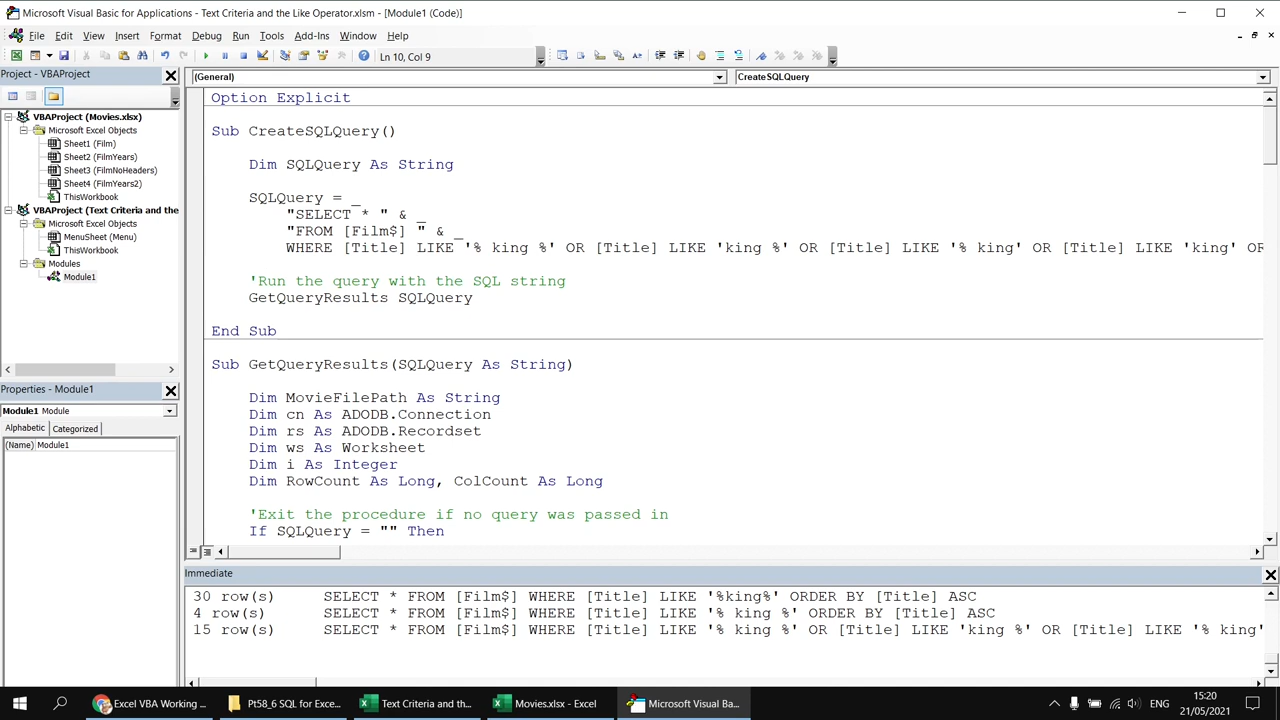 Microsoft Visual Basic for Applications - Text Criteria and the Like Operator.xlsm - [Module1 (Code)]
File Edit View Insert Format Debug Run Tools Add-Ins Window Help
Ln 10, Col 9
Project - VBAProject
(General)
CreateSQLQuery
VBAProject (Movies.xlsx)
Microsoft Excel Objects
Sheet1 (Film)
Sheet2 (FilmYears)
Sheet3 (FilmNoHeaders)
Sheet4 (FilmYears2)
ThisWorkbook
VBAProject (Text Criteria and the
Microsoft Excel Objects
MenuSheet (Menu)
ThisWorkbook
Modules
Module1
Properties - Module1
Module1 Module
Alphabetic Categorized
(Name) Module1
Option Explicit
Sub CreateSQLQuery()
Dim SQLQuery As String
SQLQuery = _
"SELECT * " & _
"FROM [Film$] " & _
WHERE [Title] LIKE '% king %' OR [Title] LIKE 'king %' OR [Title] LIKE '% king' OR [Title] LIKE 'king' OR
'Run the query with the SQL string
GetQueryResults SQLQuery
End Sub
Sub GetQueryResults(SQLQuery As String)
Dim MovieFilePath As String
Dim cn As ADODB.Connection
Dim rs As ADODB.Recordset
Dim ws As Worksheet
Dim i As Integer
Dim RowCount As Long, ColCount As Long
'Exit the procedure if no query was passed in
If SQLQuery = "" Then
Immediate
30 row(s) SELECT * FROM [Film$] WHERE [Title] LIKE '%king%' ORDER BY [Title] ASC
4 row(s) SELECT * FROM [Film$] WHERE [Title] LIKE '% king %' ORDER BY [Title] ASC
15 row(s) SELECT * FROM [Film$] WHERE [Title] LIKE '% king %' OR [Title] LIKE 'king %' OR [Title] LIKE '% king'
Excel VBA Working ...
Pt58_6 SQL for Exce...
Text Criteria and th...
Movies.xlsx - Excel
Microsoft Visual Ba...
ENG
15:20
21/05/2021